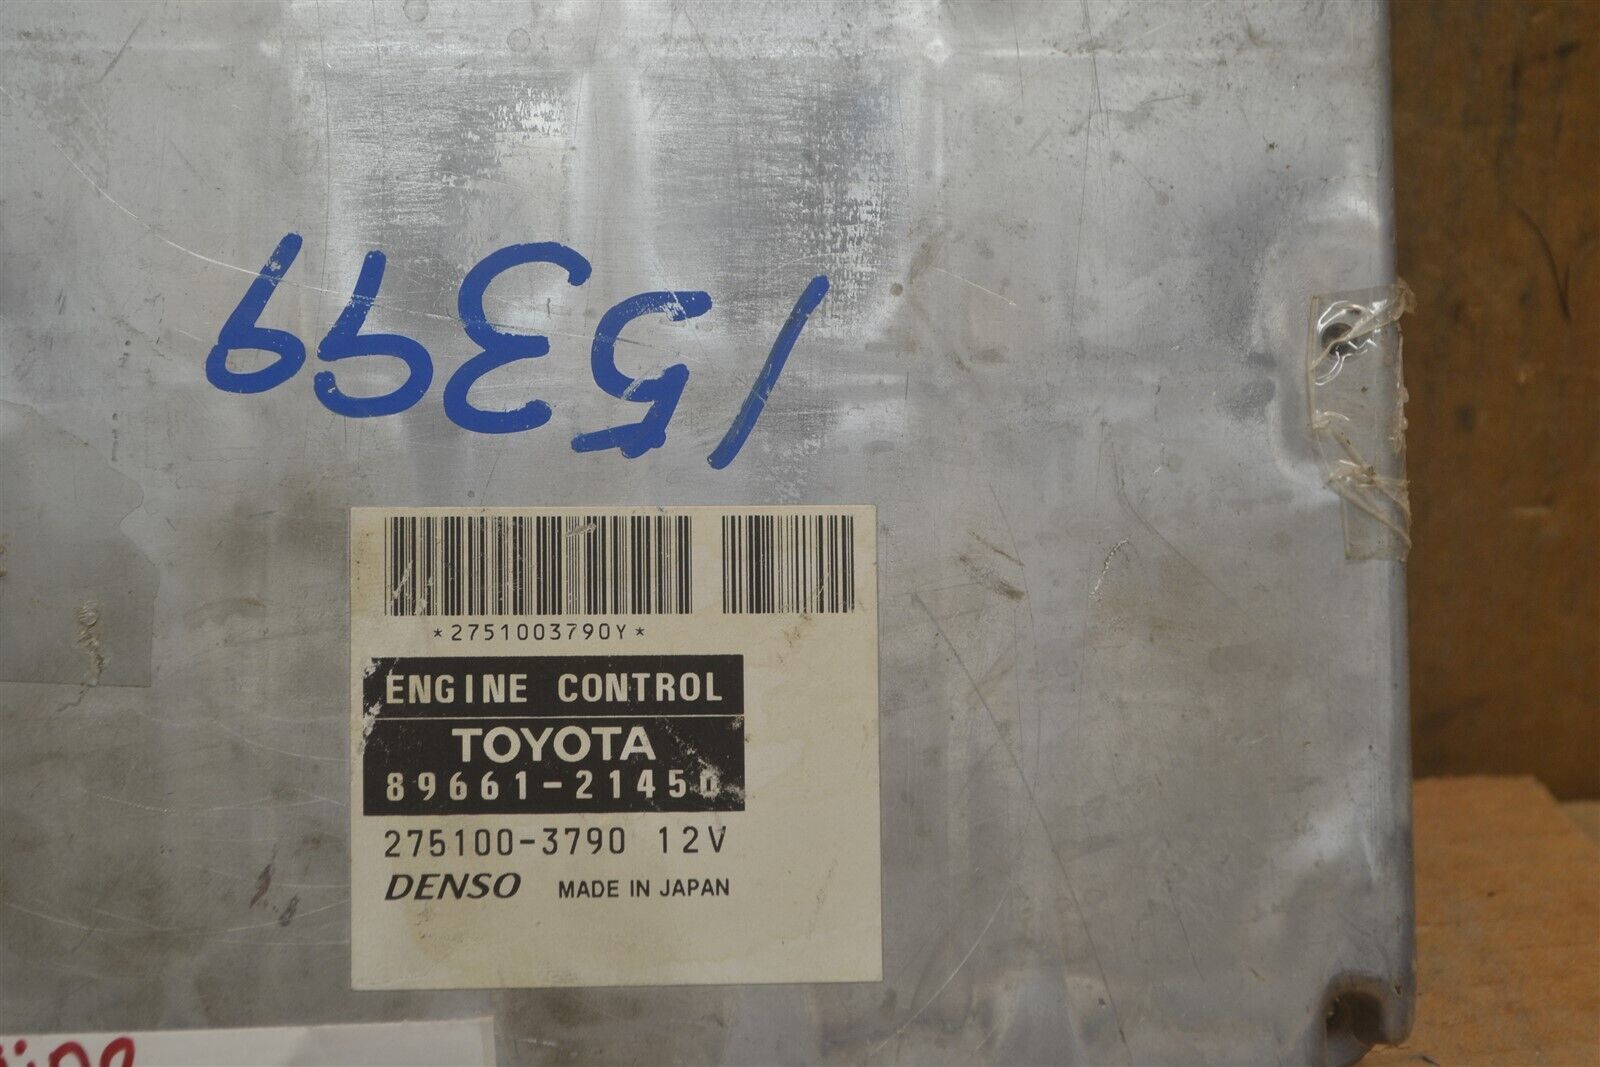 15399
*2751003790Y*
ENGINE CONTROL
TOYOTA
89661-21450
275100-3790 12V
DENSO MADE IN JAPAN